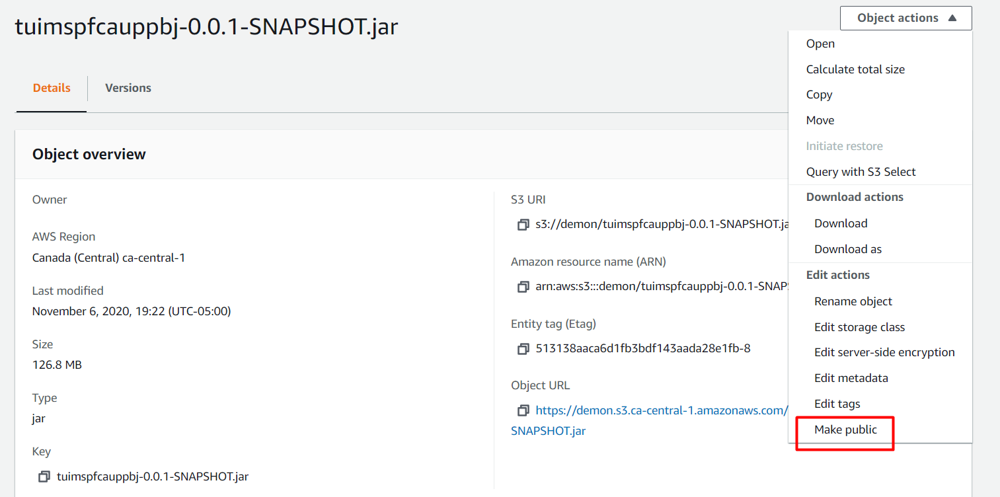 tuimspfcauppbj-0.0.1-SNAPSHOT.jar
Object actions
Open
Calculate total size
Copy
Move
Initiate restore
Query with S3 Select
Download actions
Download
Download as
Edit actions
Rename object
Edit storage class
Edit server-side encryption
Edit metadata
Edit tags
Make public
Details
Versions
Object overview
Owner
AWS Region
Canada (Central) ca-central-1
Last modified
November 6, 2020, 19:22 (UTC-05:00)
Size
126.8 MB
Type
jar
Key
tuimspfcauppbj-0.0.1-SNAPSHOT.jar
S3 URI
s3://demon/tuimspfcauppbj-0.0.1-SNAPSHOT.ja
Amazon resource name (ARN)
arn:aws:s3:::demon/tuimspfcauppbj-0.0.1-SNAP
Entity tag (Etag)
513138aaca6d1fb3bdf143aada28e1fb-8
Object URL
https://demon.s3.ca-central-1.amazonaws.com/
SNAPSHOT.jar